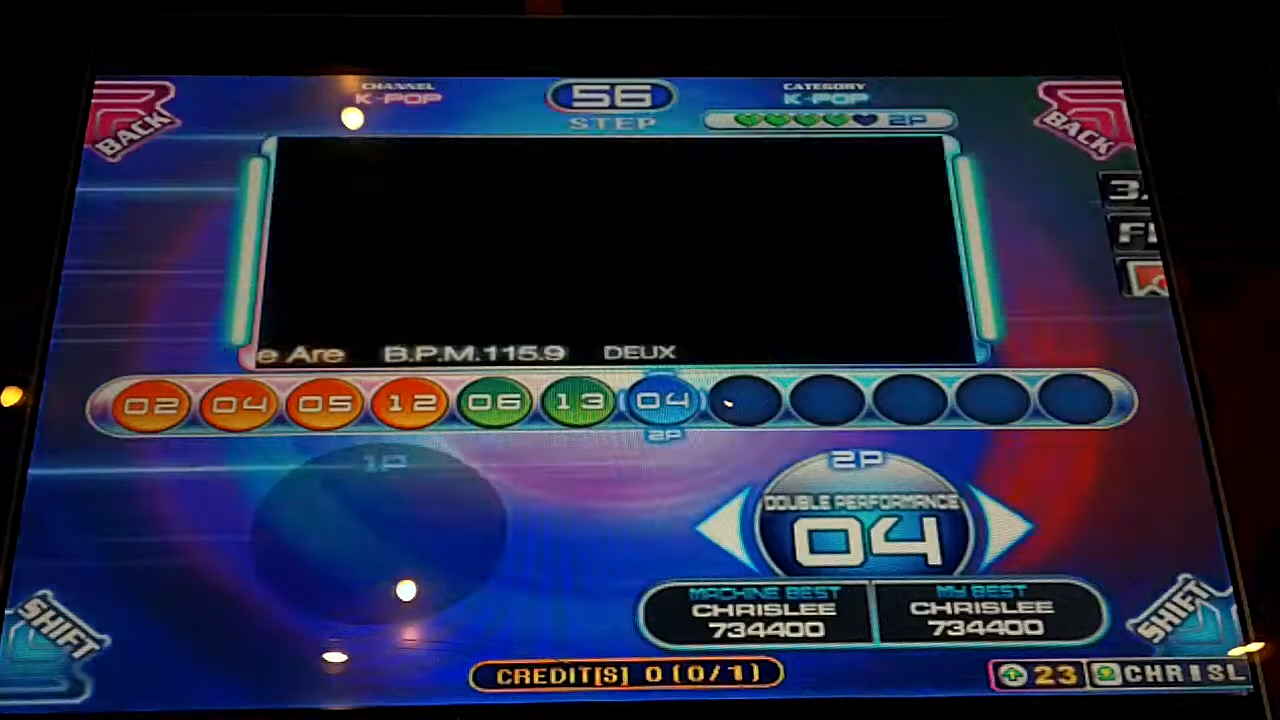 BACK
CHANNEL
K-POP
56
STEP
CATEGORY
K-POP
2P
BACK
3.
e Are B.P.M.115.9 DEUX
02 04 05 12 06 13 04
2P
1P
2P
DOUBLE PERFORMANCE
04
MACHINE BEST
CHRISLEE
734400
MY BEST
CHRISLEE
734400
SHIFT
SHIFT
CREDIT[S] 0 (0/1)
23
CHRISL